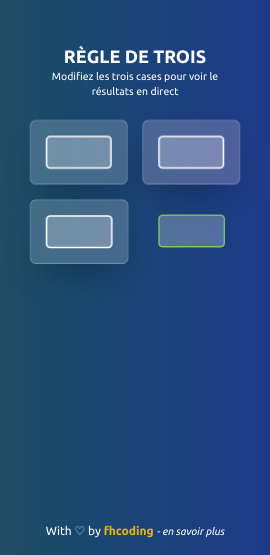 RÈGLE DE TROIS
Modifiez les trois cases pour voir le
résultats en direct
With ♡ by fhcoding - en savoir plus